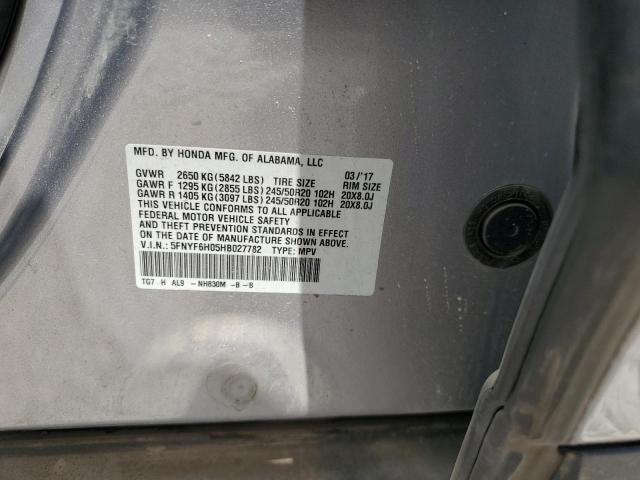 MFD. BY HONDA MFG. OF ALABAMA, LLC
GVWR 2650 KG (5842 LBS) TIRE SIZE 03/'17 RIM SIZE
GAWR F 1295 KG (2855 LBS) 245/50R20 102H 20X8.0J
GAWR R 1405 KG (3097 LBS) 245/50R20 102H 20X8.0J
THIS VEHICLE CONFORMS TO ALL APPLICABLE
FEDERAL MOTOR VEHICLE SAFETY
AND THEFT PREVENTION STANDARDS IN EFFECT
ON THE DATE OF MANUFACTURE SHOWN ABOVE.
V.I.N.: 5FNYF6H05HB027782 TYPE: MPV
TG7 H AL9 -NH830M -B -B